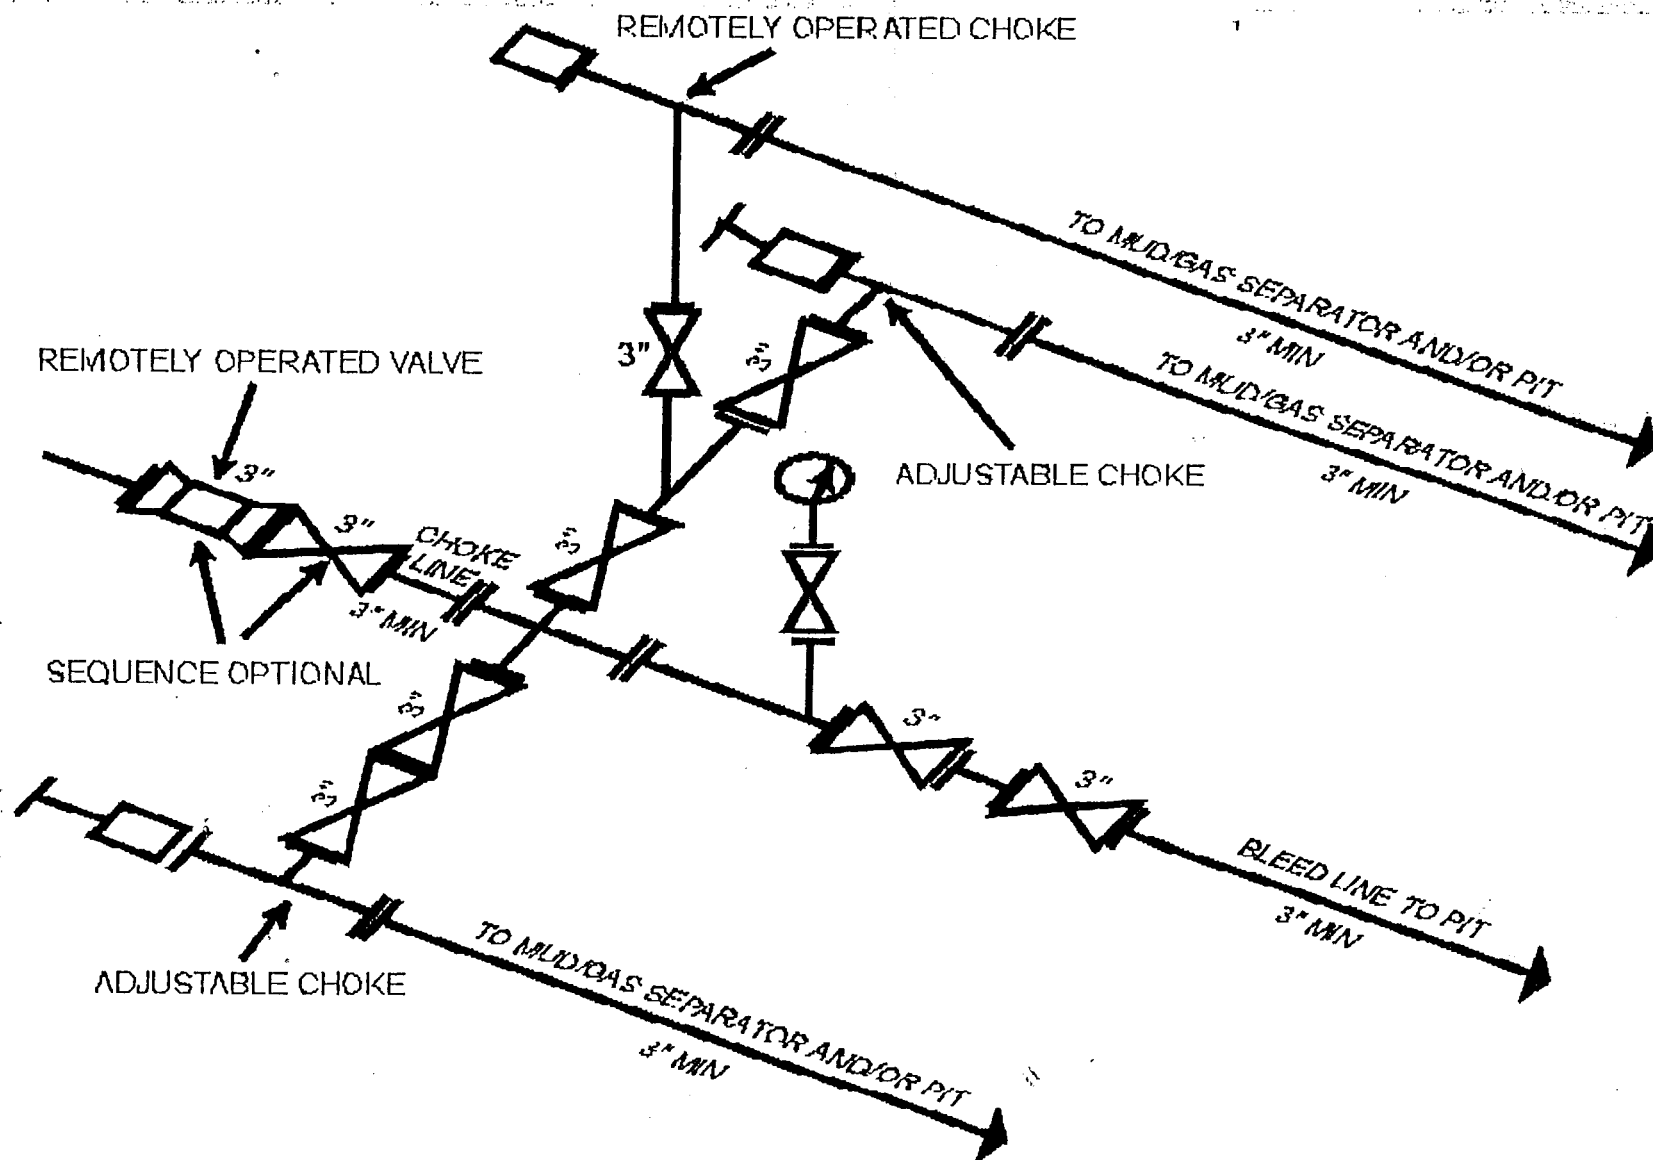 REMOTELY OPERATED CHOKE
TO MUD/GAS SEPARATOR AND/OR PIT
3" MIN
TO MUD/GAS SEPARATOR AND/OR PIT
3" MIN
3"
3"
REMOTELY OPERATED VALVE
ADJUSTABLE CHOKE
3"
3"
CHOKE
LINE
3"
3" MIN
SEQUENCE OPTIONAL
3"
3"
3"
3"
BLEED LINE TO PIT
3" MIN
ADJUSTABLE CHOKE
TO MUD/GAS SEPARATOR AND/OR PIT
3" MIN